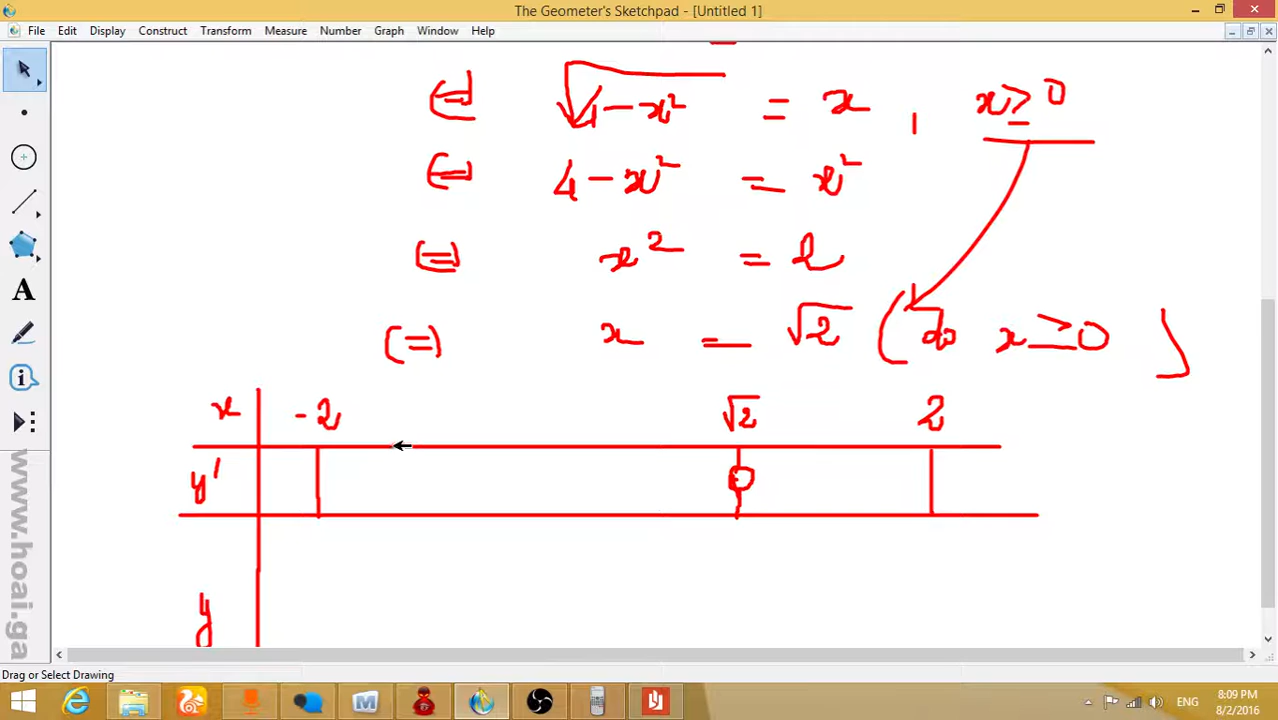 The Geometer's Sketchpad - [Untitled 1]
File Edit Display Construct Transform Measure Number Graph Window Help
(=) √4-x² = x , x≥0
(=) 4-x² = x²
(=) x² = 2
(=) x = √2 (do x≥0)
x -2 √2 2
y' 0
y
www.hoai.ga
Drag or Select Drawing
ENG
8:09 PM
8/2/2016